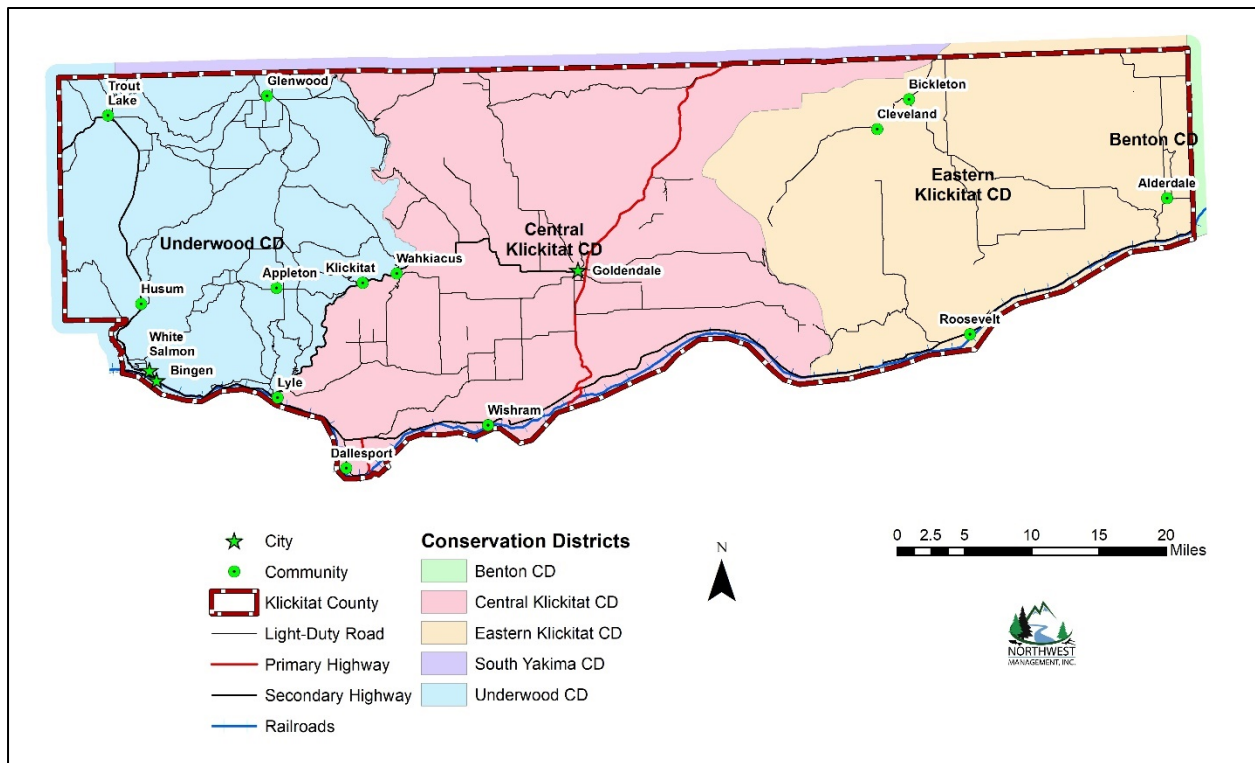 Trout
Lake
Glenwood
Bickleton
Cleveland
Benton CD
Eastern
Klickitat CD
Alderdale
Underwood CD
Central
Klickitat CD
Wahkiacus
Klickitat
Appleton
Goldendale
Husum
Roosevelt
White
Salmon
Bingen
Lyle
Wishram
Dallesport
City
Community
Klickitat County
Light-Duty Road
Primary Highway
Secondary Highway
Railroads
Conservation Districts
Benton CD
Central Klickitat CD
Eastern Klickitat CD
South Yakima CD
Underwood CD
N
0 2.5 5 10 15 20
Miles
NORTHWEST
MANAGEMENT, INC.